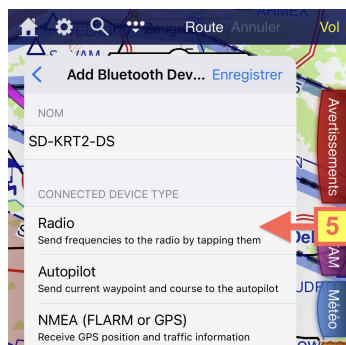 Route Annuler Vol
Add Bluetooth Dev... Enregistrer
NOM
SD-KRT2-DS
CONNECTED DEVICE TYPE
Radio
Send frequencies to the radio by tapping them
5
Autopilot
Send current waypoint and course to the autopilot
NMEA (FLARM or GPS)
Receive GPS position and traffic information
Avertissements
AM
Météo